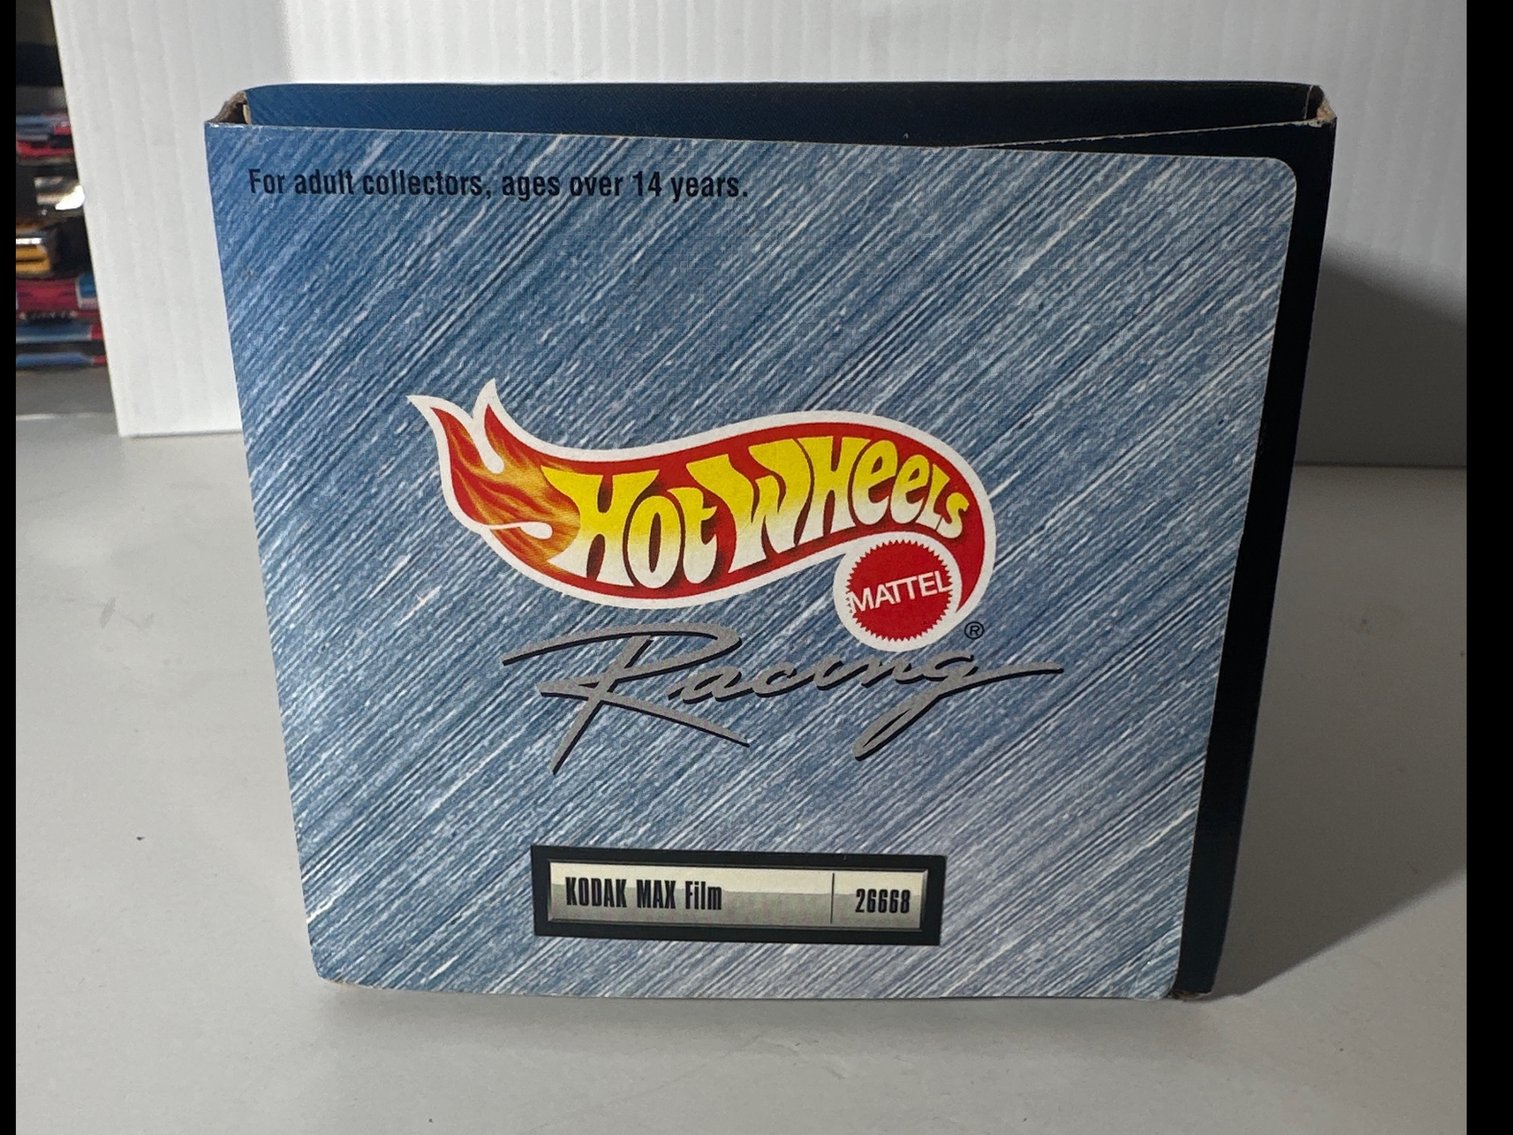 For adult collectors, ages over 14 years.
HOT WHEELS
MATTEL
®
Racing
KODAK MAX Film 26668